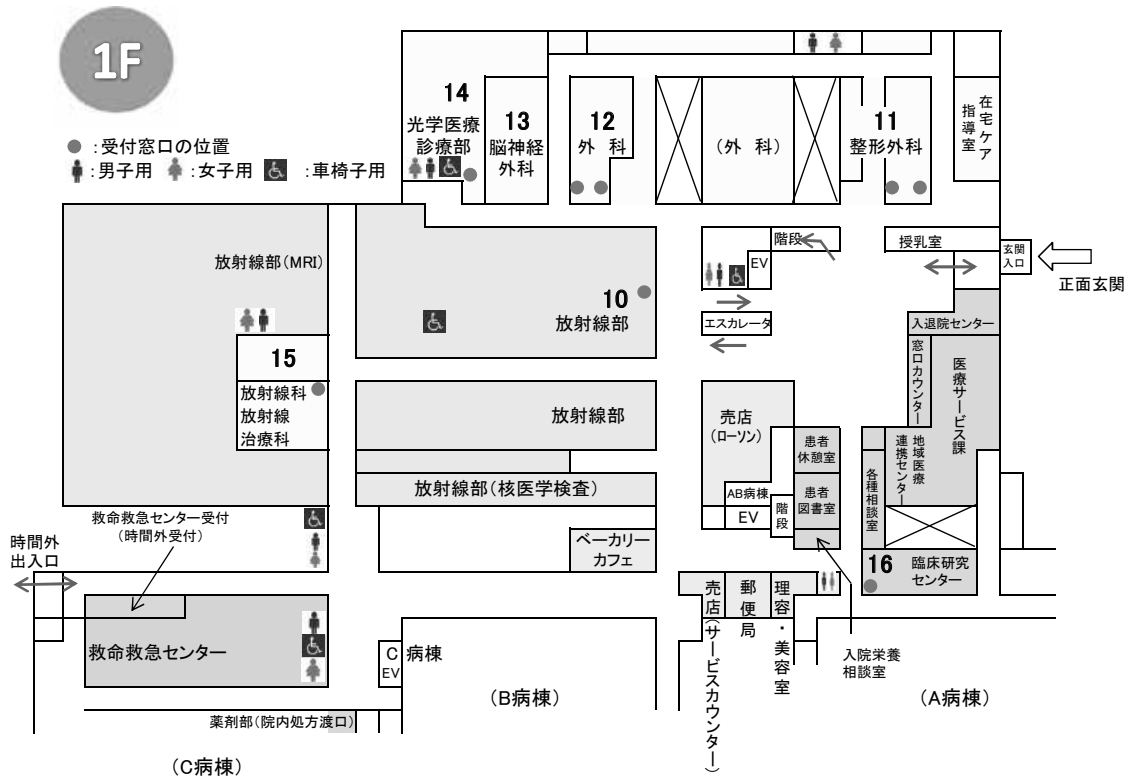 1F
●:受付窓口の位置
:男子用 :女子用 :車椅子用
14
光学医療
診療部
13
脳神経
外科
12
外 科
(外 科)
11
整形外科
在宅ケア
指導室
放射線部(MRI)
階段
EV
授乳室
玄関
入口
正面玄関
10
放射線部
エスカレータ
入退院センター
窓口カウンター
医療サービス課
15
放射線科
放射線
治療科
放射線部
売店
(ローソン)
患者
休憩室
地域医療
連携センター
各種相談室
放射線部(核医学検査)
AB病棟
EV
階段
患者
図書室
救命救急センター受付
(時間外受付)
時間外
出入口
ベーカリー
カフェ
16
臨床研究
センター
売店(サービスカウンター)
郵便局
理容・美容室
救命救急センター
C 病棟
EV
入院栄養
相談室
(B病棟)
(A病棟)
薬剤部(院内処方渡口)
(C病棟)